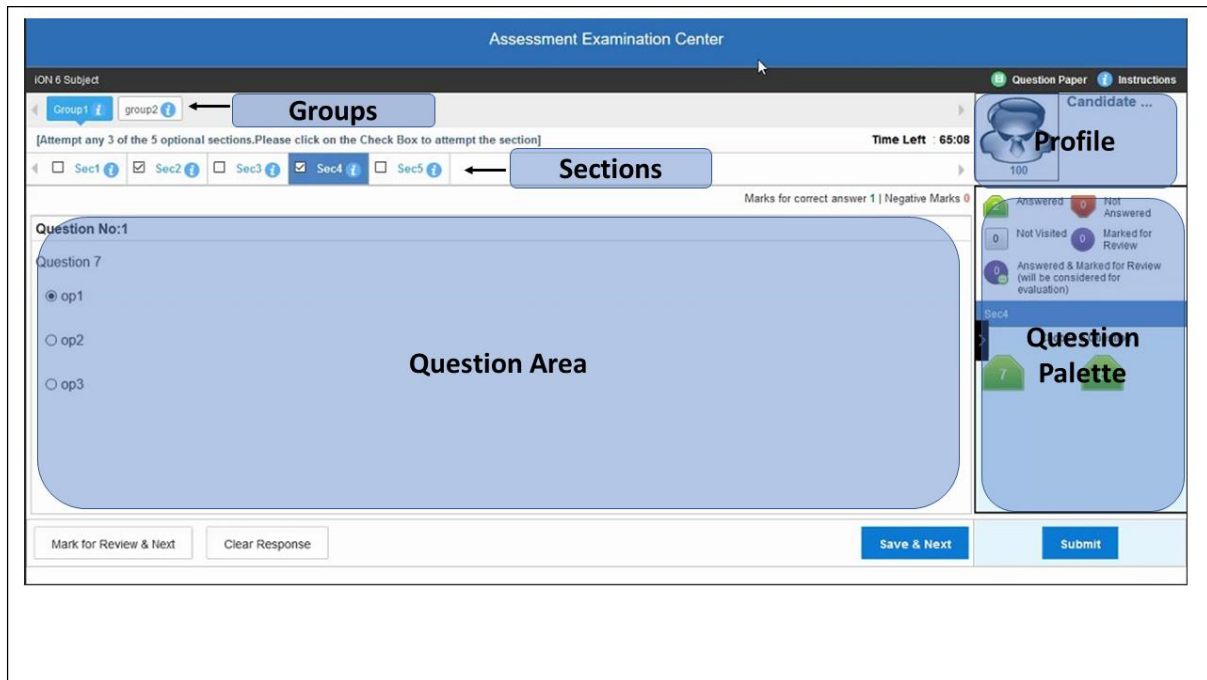 Assessment Examination Center
iON 6 Subject
Question Paper Instructions
Group1 group2
Groups
Candidate ...
[Attempt any 3 of the 5 optional sections.Please click on the Check Box to attempt the section]
Time Left : 65:08
Profile
Sec1 Sec2 Sec3 Sec4 Sec5
Sections
100
Marks for correct answer 1 | Negative Marks 0
2 Answered 0 Not Answered
0 Not Visited 0 Marked for Review
0 Answered & Marked for Review (will be considered for evaluation)
Question No:1
Question 7
op1
op2
op3
Question Area
Sec4
Question
Palette
7
Mark for Review & Next Clear Response Save & Next Submit